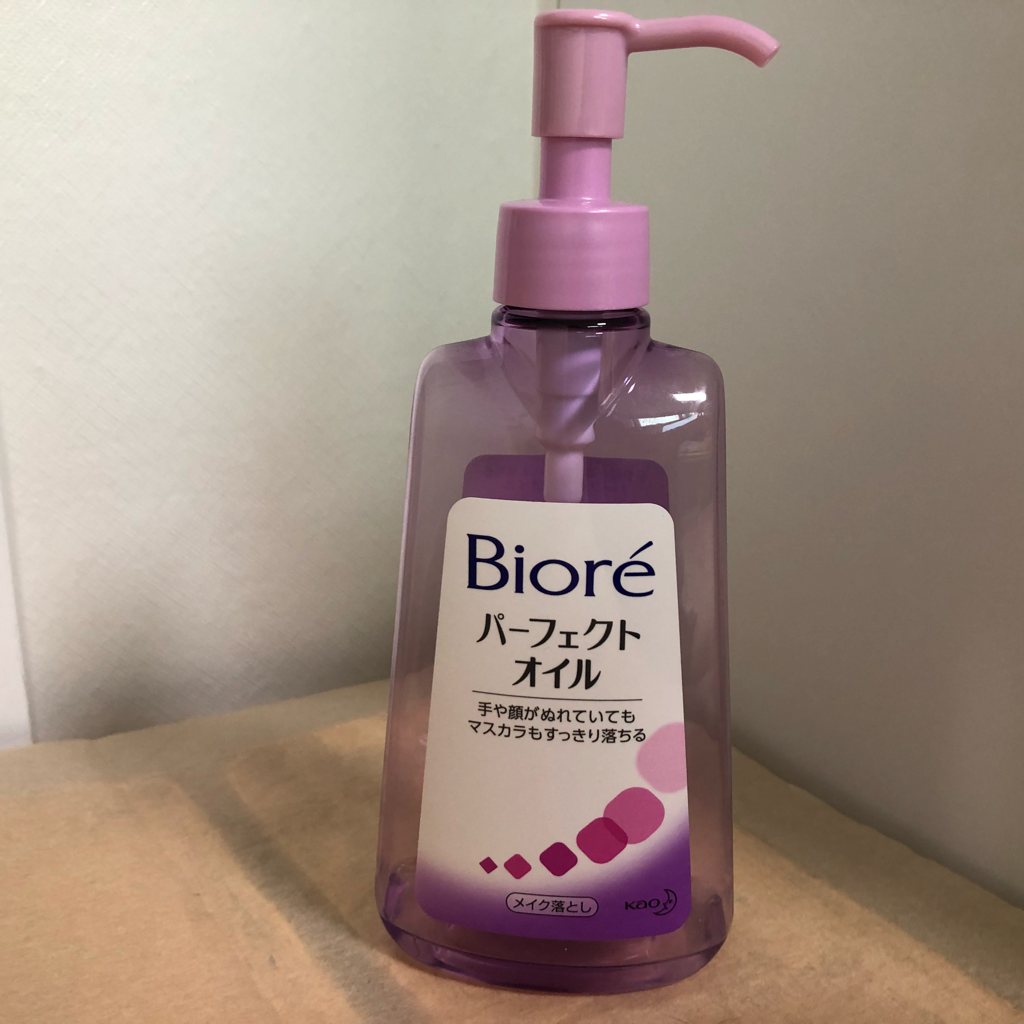 Bioré
パーフェクト
オイル
手や顔がぬれていても
マスカラもすっきり落ちる
メイク落とし
Kao